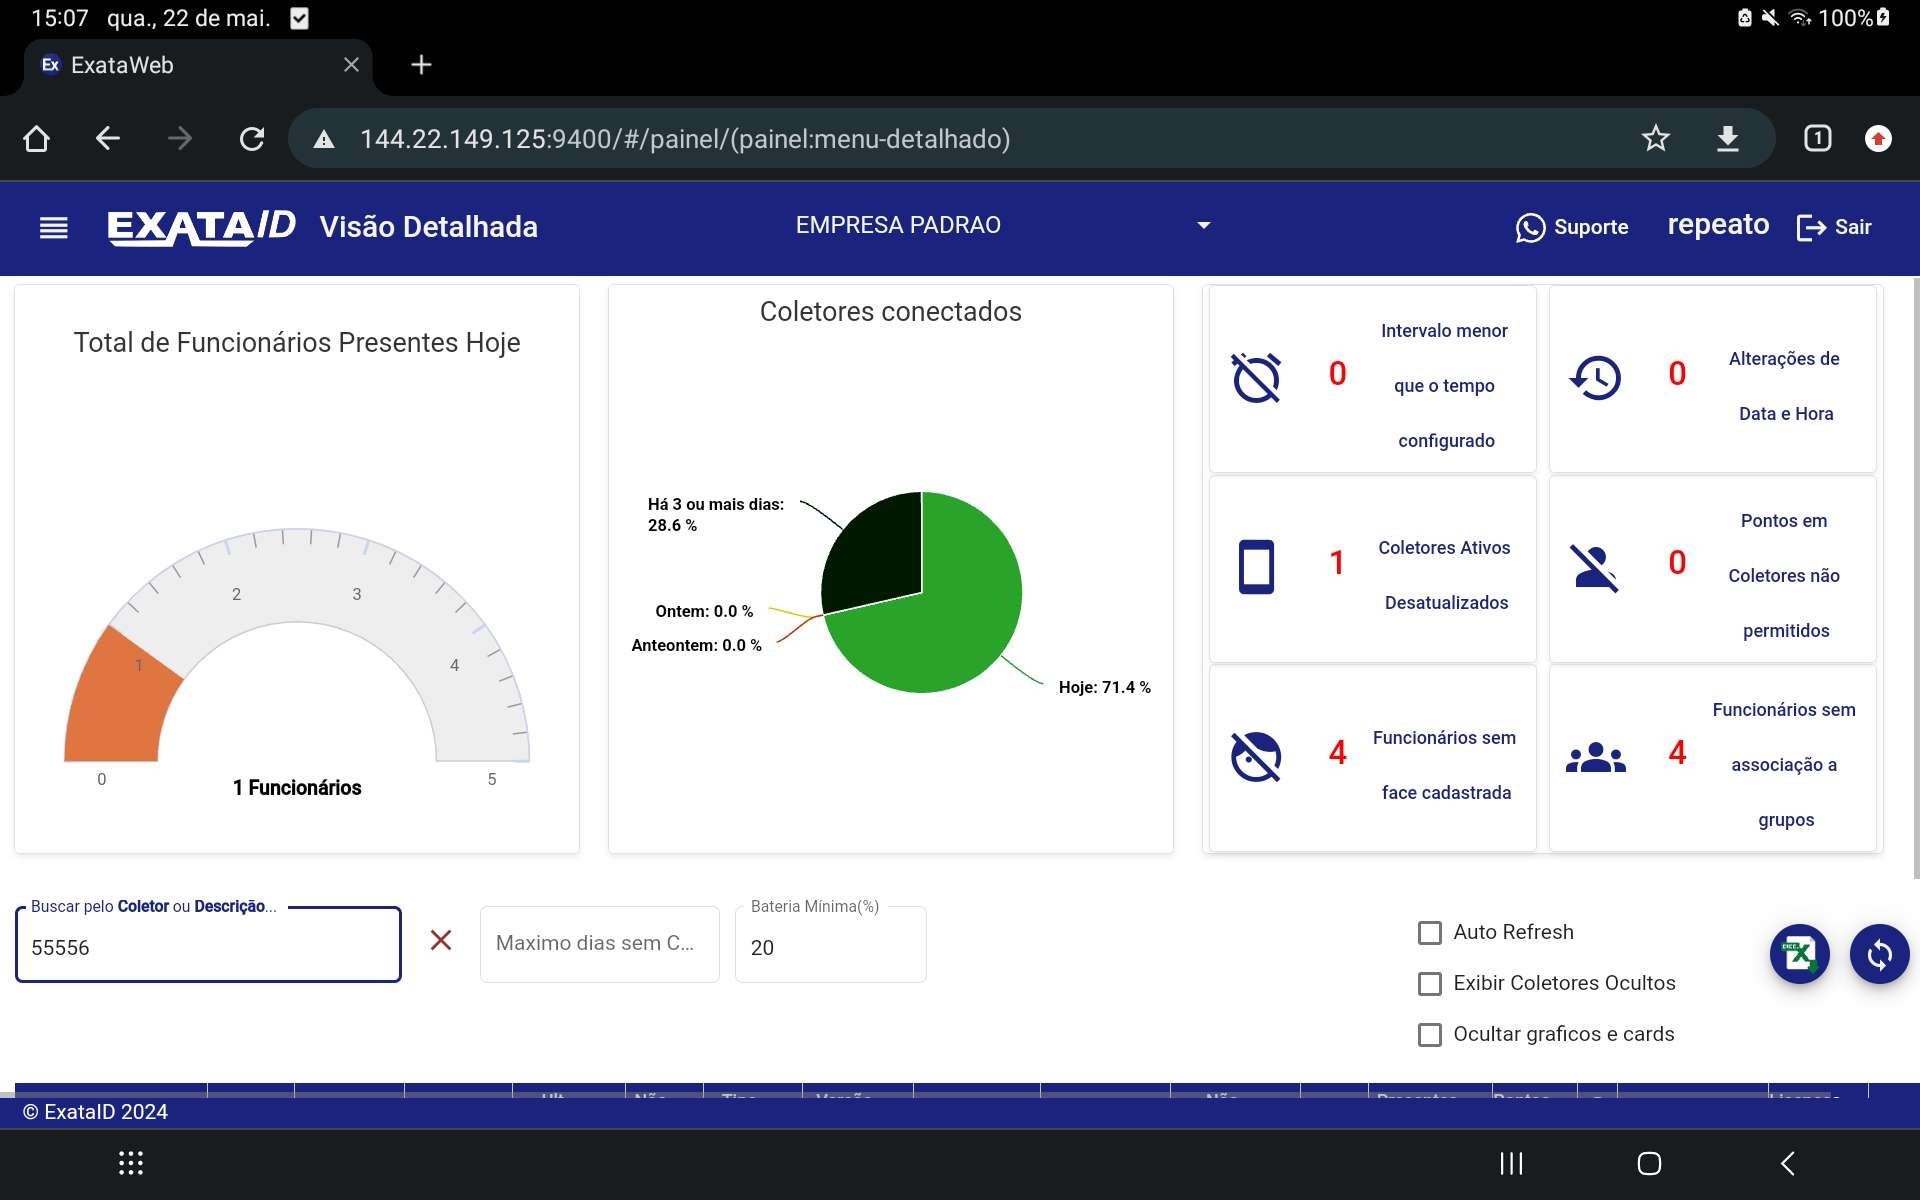 15:07 qua., 22 de mai.
100%
Ex ExataWeb
144.22.149.125:9400/#/painel/(painel:menu-detalhado)
1
EXATAID Visão Detalhada
EMPRESA PADRAO
Suporte
repeato
Sair
Total de Funcionários Presentes Hoje
0
1
2
3
4
5
1 Funcionários
Coletores conectados
Há 3 ou mais dias:
28.6 %
Ontem: 0.0 %
Anteontem: 0.0 %
Hoje: 71.4 %
0
Intervalo menor
que o tempo
configurado
0
Alterações de
Data e Hora
1
Coletores Ativos
Desatualizados
0
Pontos em
Coletores não
permitidos
4
Funcionários sem
face cadastrada
4
Funcionários sem
associação a
grupos
Buscar pelo Coletor ou Descrição...
55556
Maximo dias sem C...
Bateria Mínima(%)
20
Auto Refresh
Exibir Coletores Ocultos
Ocultar graficos e cards
© ExataID 2024